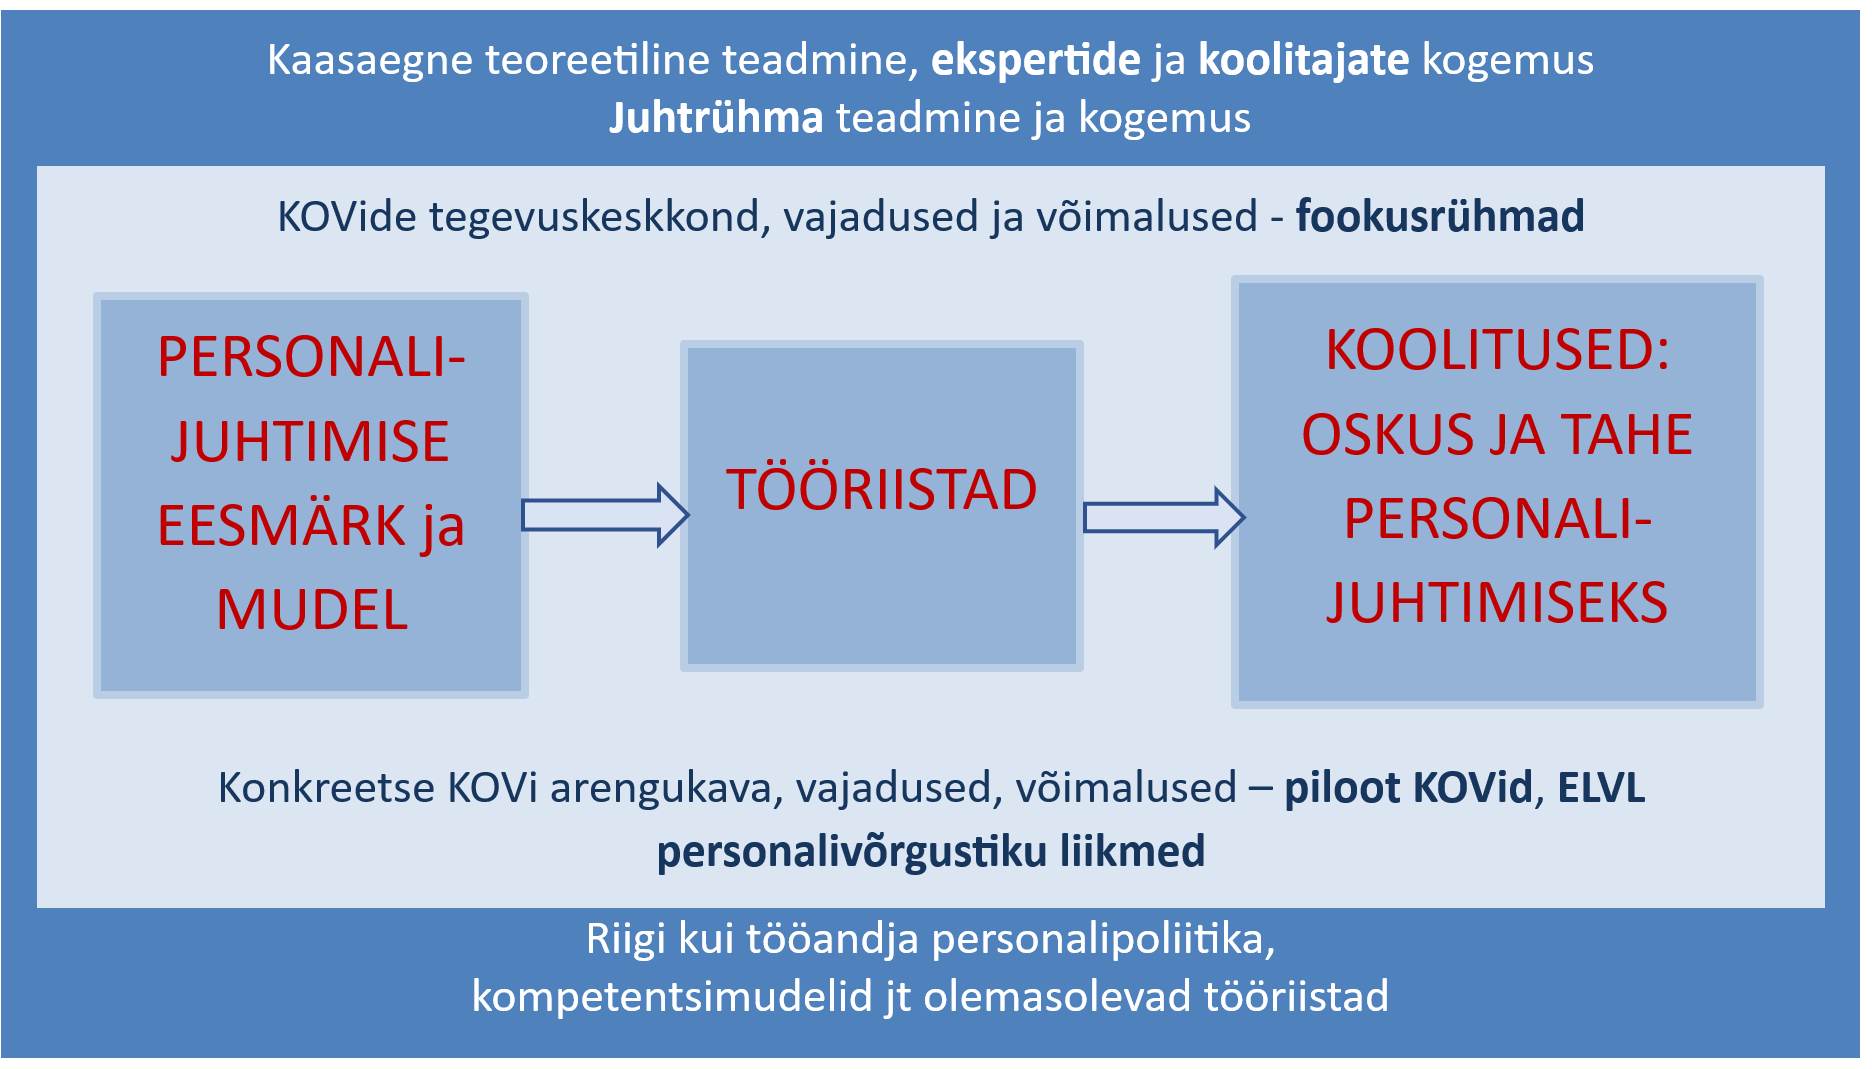 Kaasaegne teoreetiline teadmine, ekspertide ja koolitajate kogemus
Juhtrühma teadmine ja kogemus
KOVide tegevuskeskkond, vajadused ja võimalused - fookusrühmad
PERSONALI-
JUHTIMISE
EESMÄRK ja
MUDEL
TÖÖRIISTAD
KOOLITUSED:
OSKUS JA TAHE
PERSONALI-
JUHTIMISEKS
Konkreetse KOVi arengukava, vajadused, võimalused – piloot KOVid, ELVL
personalivõrgustiku liikmed
Riigi kui tööandja personalipoliitika,
kompetentsimudelid jt olemasolevad tööriistad